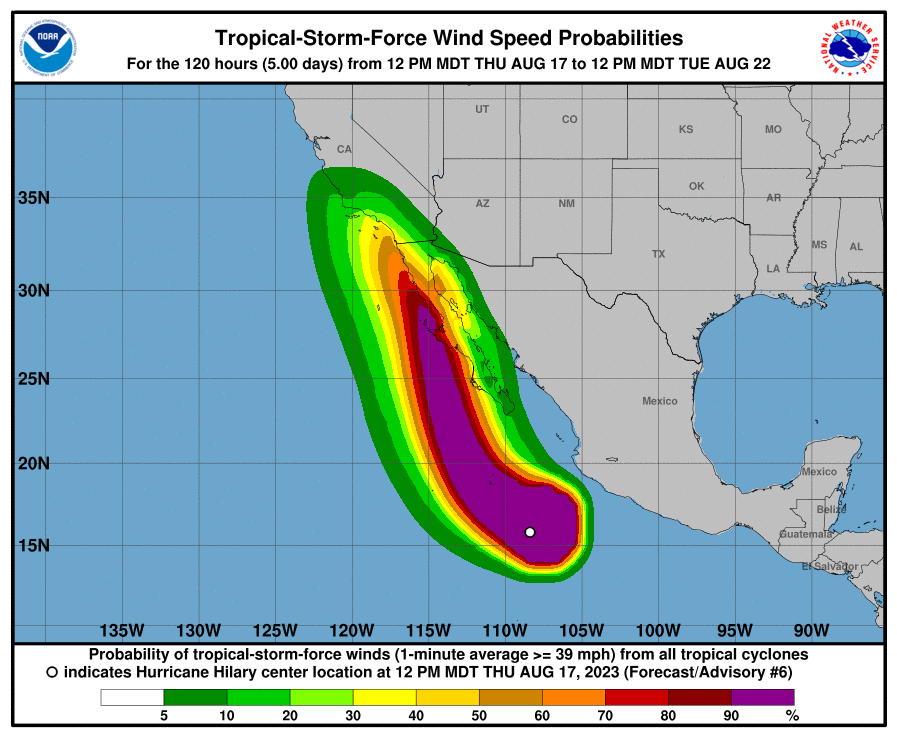 NOAA
NATIONAL WEATHER SERVICE
Tropical-Storm-Force Wind Speed Probabilities
For the 120 hours (5.00 days) from 12 PM MDT THU AUG 17 to 12 PM MDT TUE AUG 22
UT
CO
KS
MO
CA
35N
AZ
NM
OK
AR
TX
MS
AL
LA
30N
25N
Mexico
20N
Mexico
Belize
15N
Guatemala
El Salvador
135W 130W 125W 120W 115W 110W 105W 100W 95W 90W
Probability of tropical-storm-force winds (1-minute average >= 39 mph) from all tropical cyclones
indicates Hurricane Hilary center location at 12 PM MDT THU AUG 17, 2023 (Forecast/Advisory #6)
5 10 20 30 40 50 60 70 80 90 %